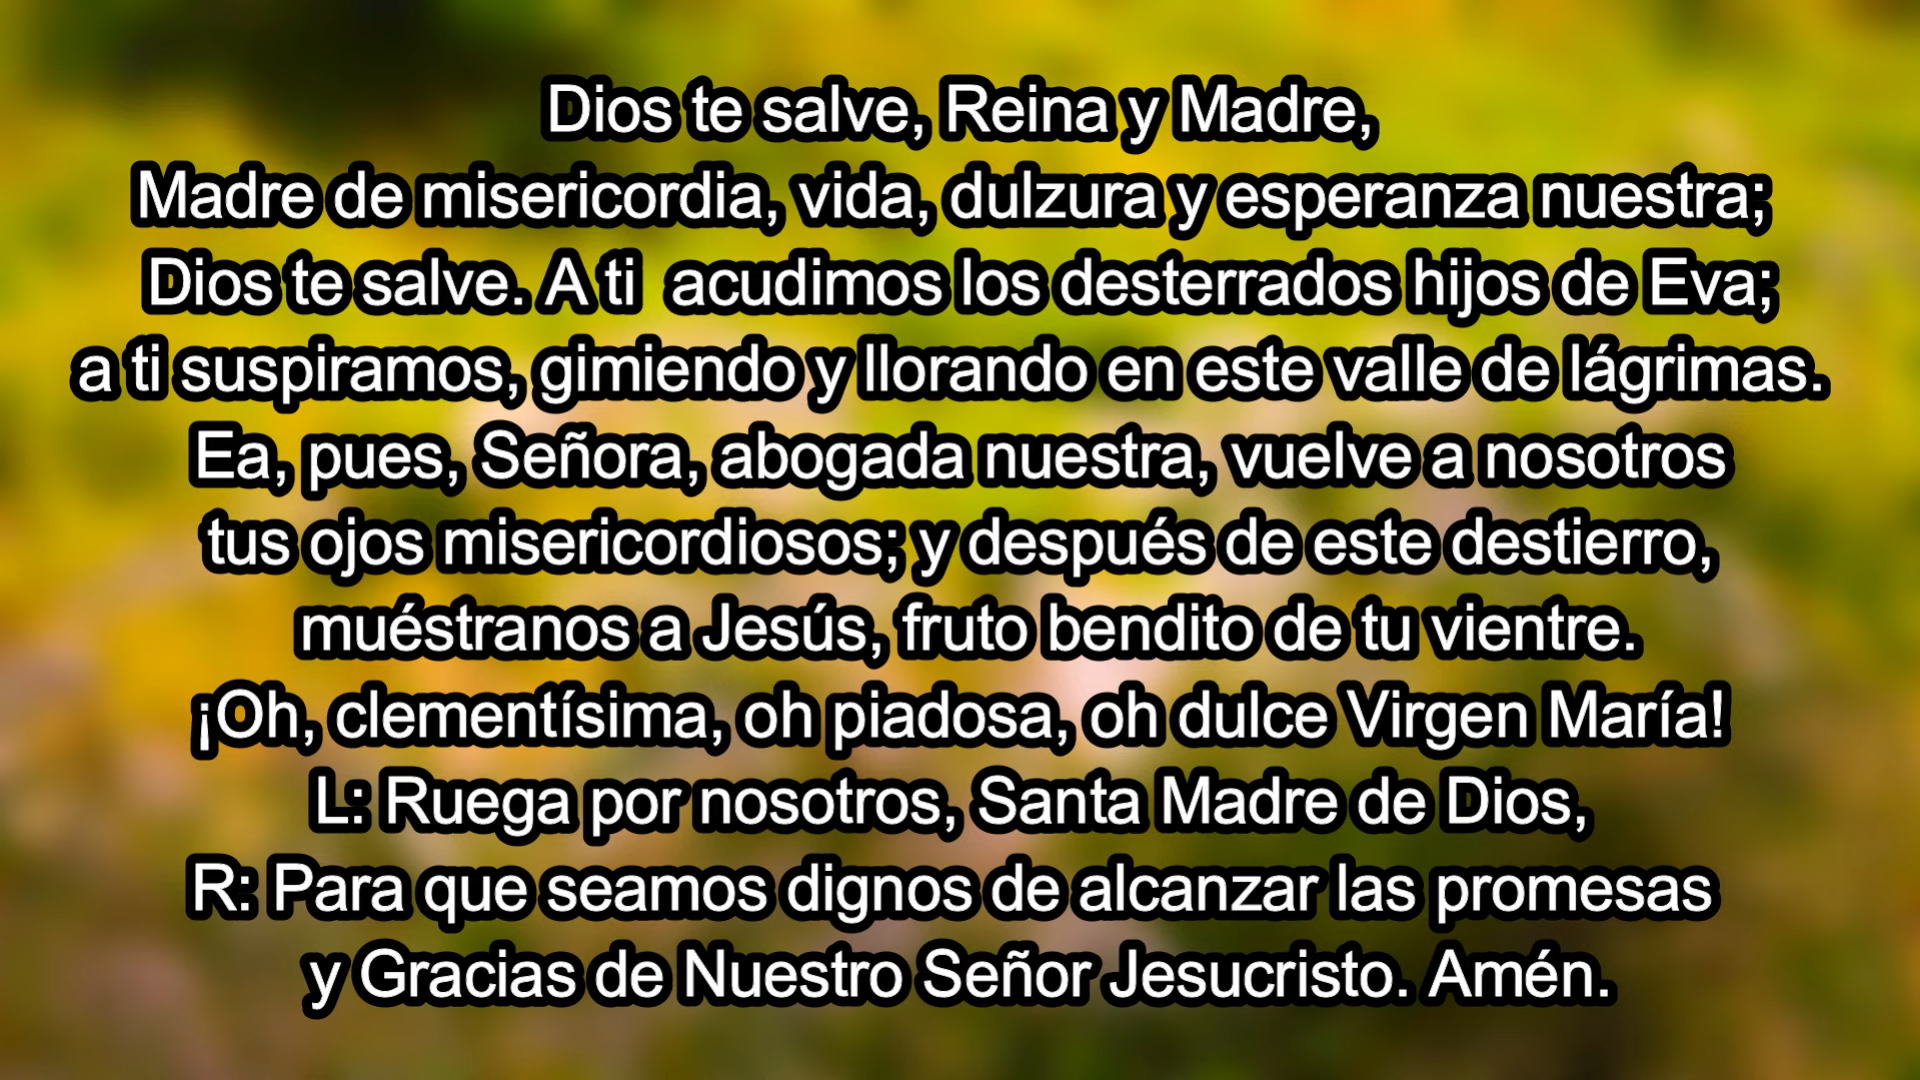 Dios te salve, Reina y Madre,
Madre de misericordia, vida, dulzura y esperanza nuestra;
Dios te salve. A ti  acudimos los desterrados hijos de Eva;
a ti suspiramos, gimiendo y llorando en este valle de lágrimas.
Ea, pues, Señora, abogada nuestra, vuelve a nosotros
tus ojos misericordiosos; y después de este destierro,
muéstranos a Jesús, fruto bendito de tu vientre.
¡Oh, clementísima, oh piadosa, oh dulce Virgen María!
L: Ruega por nosotros, Santa Madre de Dios,
R: Para que seamos dignos de alcanzar las promesas
y Gracias de Nuestro Señor Jesucristo. Amén.